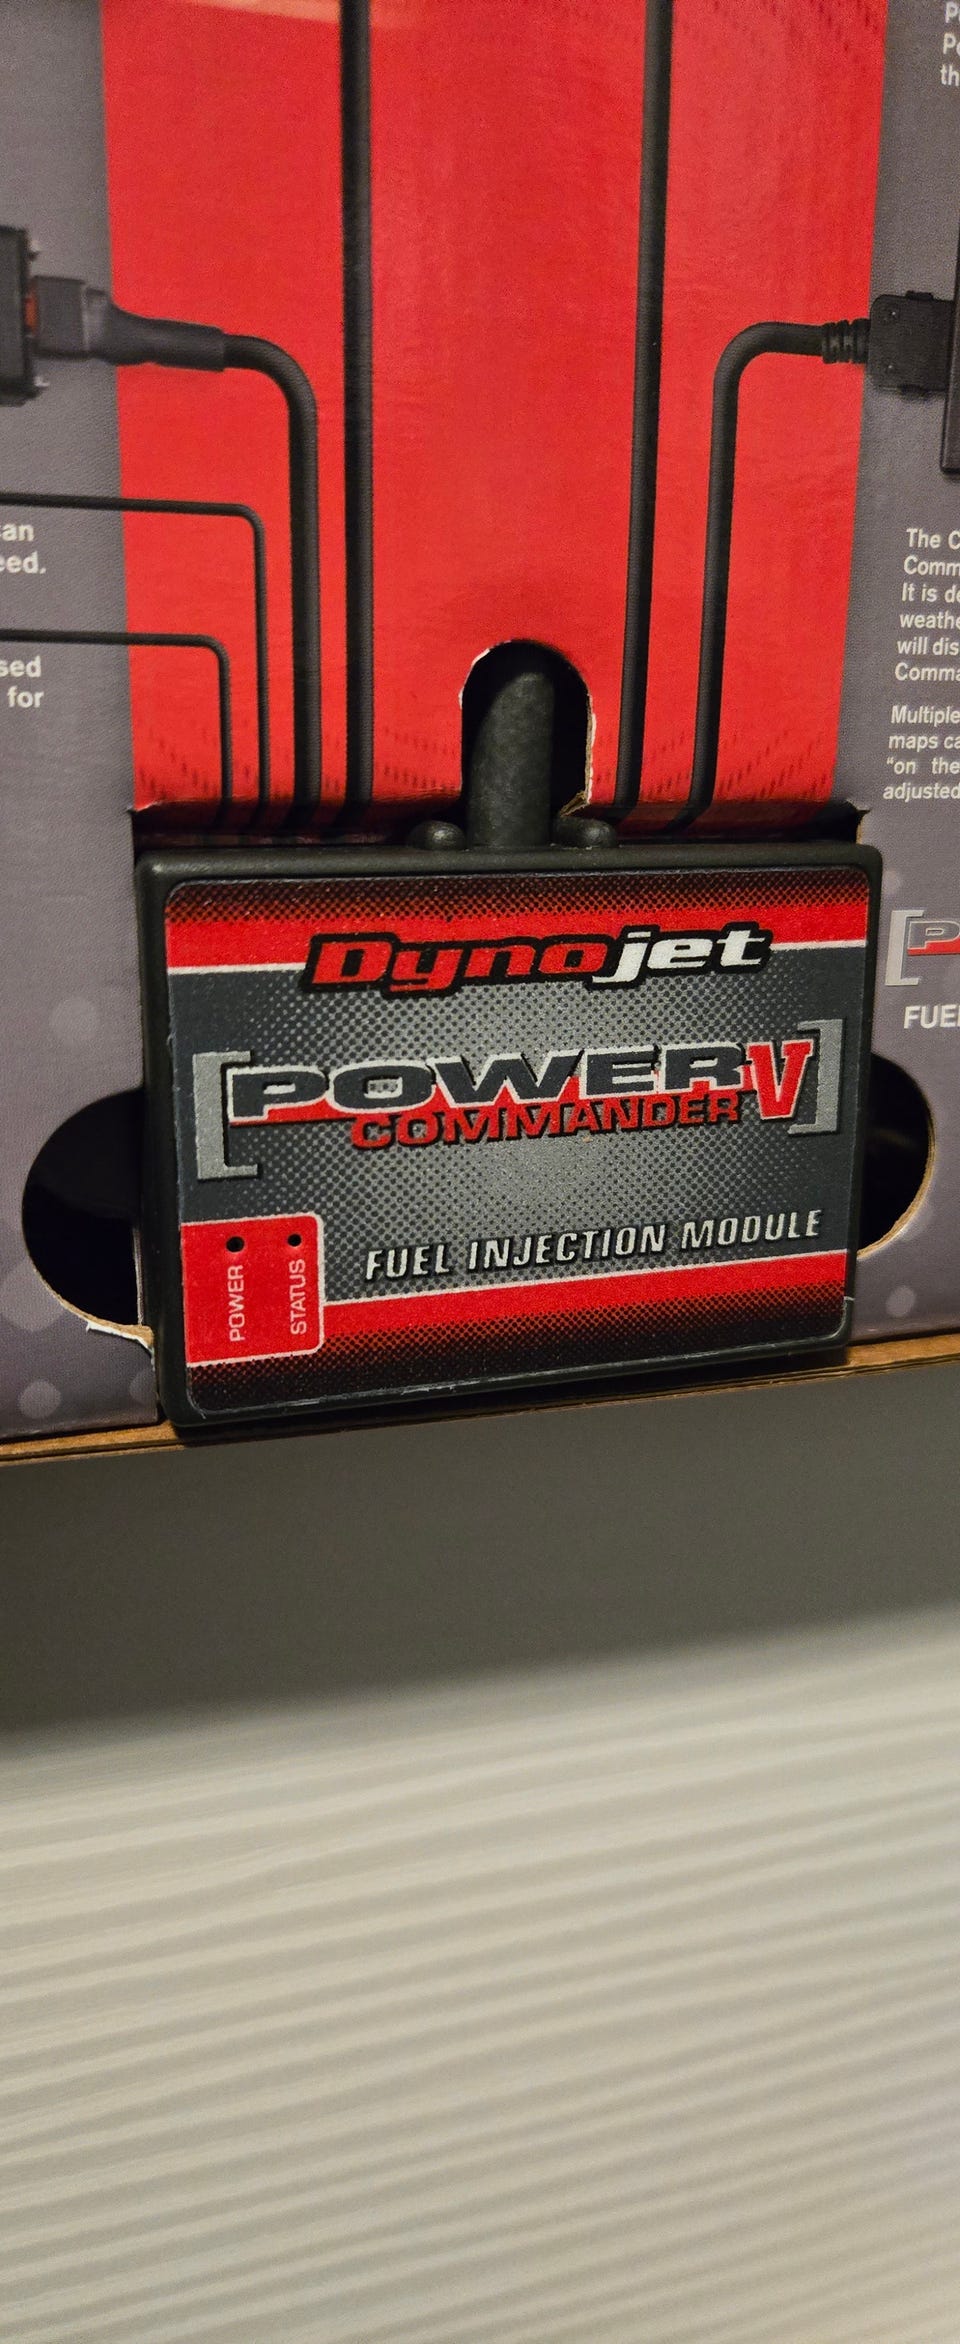 an
eed.
sed
for
th
The C
Comm
It is de
weathe
will dis
Comma
Multiple
maps ca
"on the
adjusted
FUE
Dynojet
POWER V
COMMANDER
FUEL INJECTION MODULE
POWER
STATUS